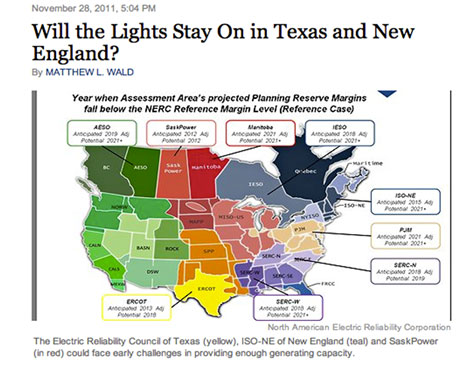 November 28, 2011, 5:04 PM
Will the Lights Stay On in Texas and New
England?
By MATTHEW L. WALD
Year when Assessment Area's projected Planning Reserve Margins
fall below the NERC Reference Margin Level (Reference Case)
AESO
Anticipated 2019 Adj
Potential 2021+
SaskPower
Anticipated 2012 Adj
Potential 2012
Manitoba
Anticipated 2021 Adj
Potential 2021+
IESO
Anticipated 2018 Adj
Potential 2021+
BC
AESO
Sask
Power
Manitoba
IESO
Quebec
Maritime
ISO-NE
NORW
MAPP
MISO-US
NYISO
PJM
CALN
BASN
ROCK
SPP
SERC-N
CALS
DSW
SERC-W
SERC-SE
ERCOT
FRCC
ISO-NE
Anticipated 2015 Adj
Potential 2021+
PJM
Anticipated 2021 Adj
Potential 2021+
SERC-N
Anticipated 2018 Adj
Potential 2019
ERCOT
Anticipated 2013 Adj
Potential 2018
SERC-W
Anticipated 2016 Adj
Potential 2021+
North American Electric Reliability Corporation
The Electric Reliability Council of Texas (yellow), ISO-NE of New England (teal) and SaskPower
(in red) could face early challenges in providing enough generating capacity.